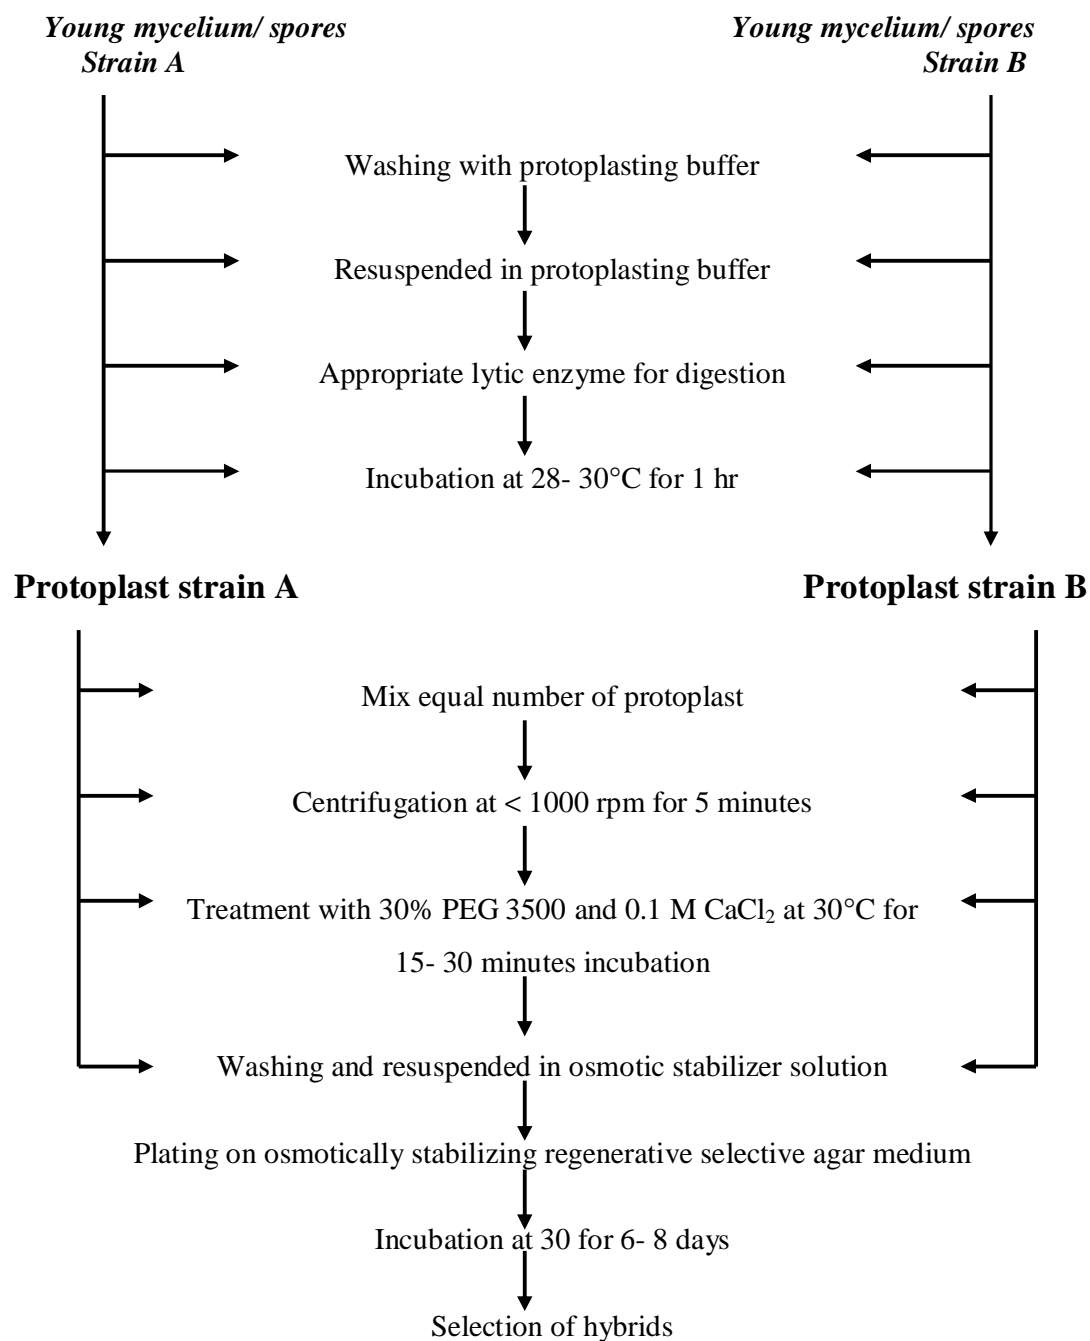 Young mycelium/ spores
Strain A
Young mycelium/ spores
Strain B
Washing with protoplasting buffer
Resuspended in protoplasting buffer
Appropriate lytic enzyme for digestion
Incubation at 28- 30°C for 1 hr
Protoplast strain A
Protoplast strain B
Mix equal number of protoplast
Centrifugation at < 1000 rpm for 5 minutes
Treatment with 30% PEG 3500 and 0.1 M CaCl₂ at 30°C for
15- 30 minutes incubation
Washing and resuspended in osmotic stabilizer solution
Plating on osmotically stabilizing regenerative selective agar medium
Incubation at 30 for 6- 8 days
Selection of hybrids